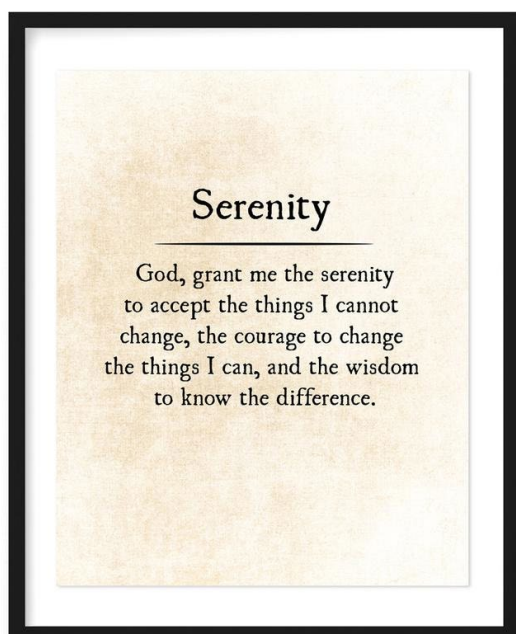 Serenity
God, grant me the serenity
to accept the things I cannot
change, the courage to change
the things I can, and the wisdom
to know the difference.